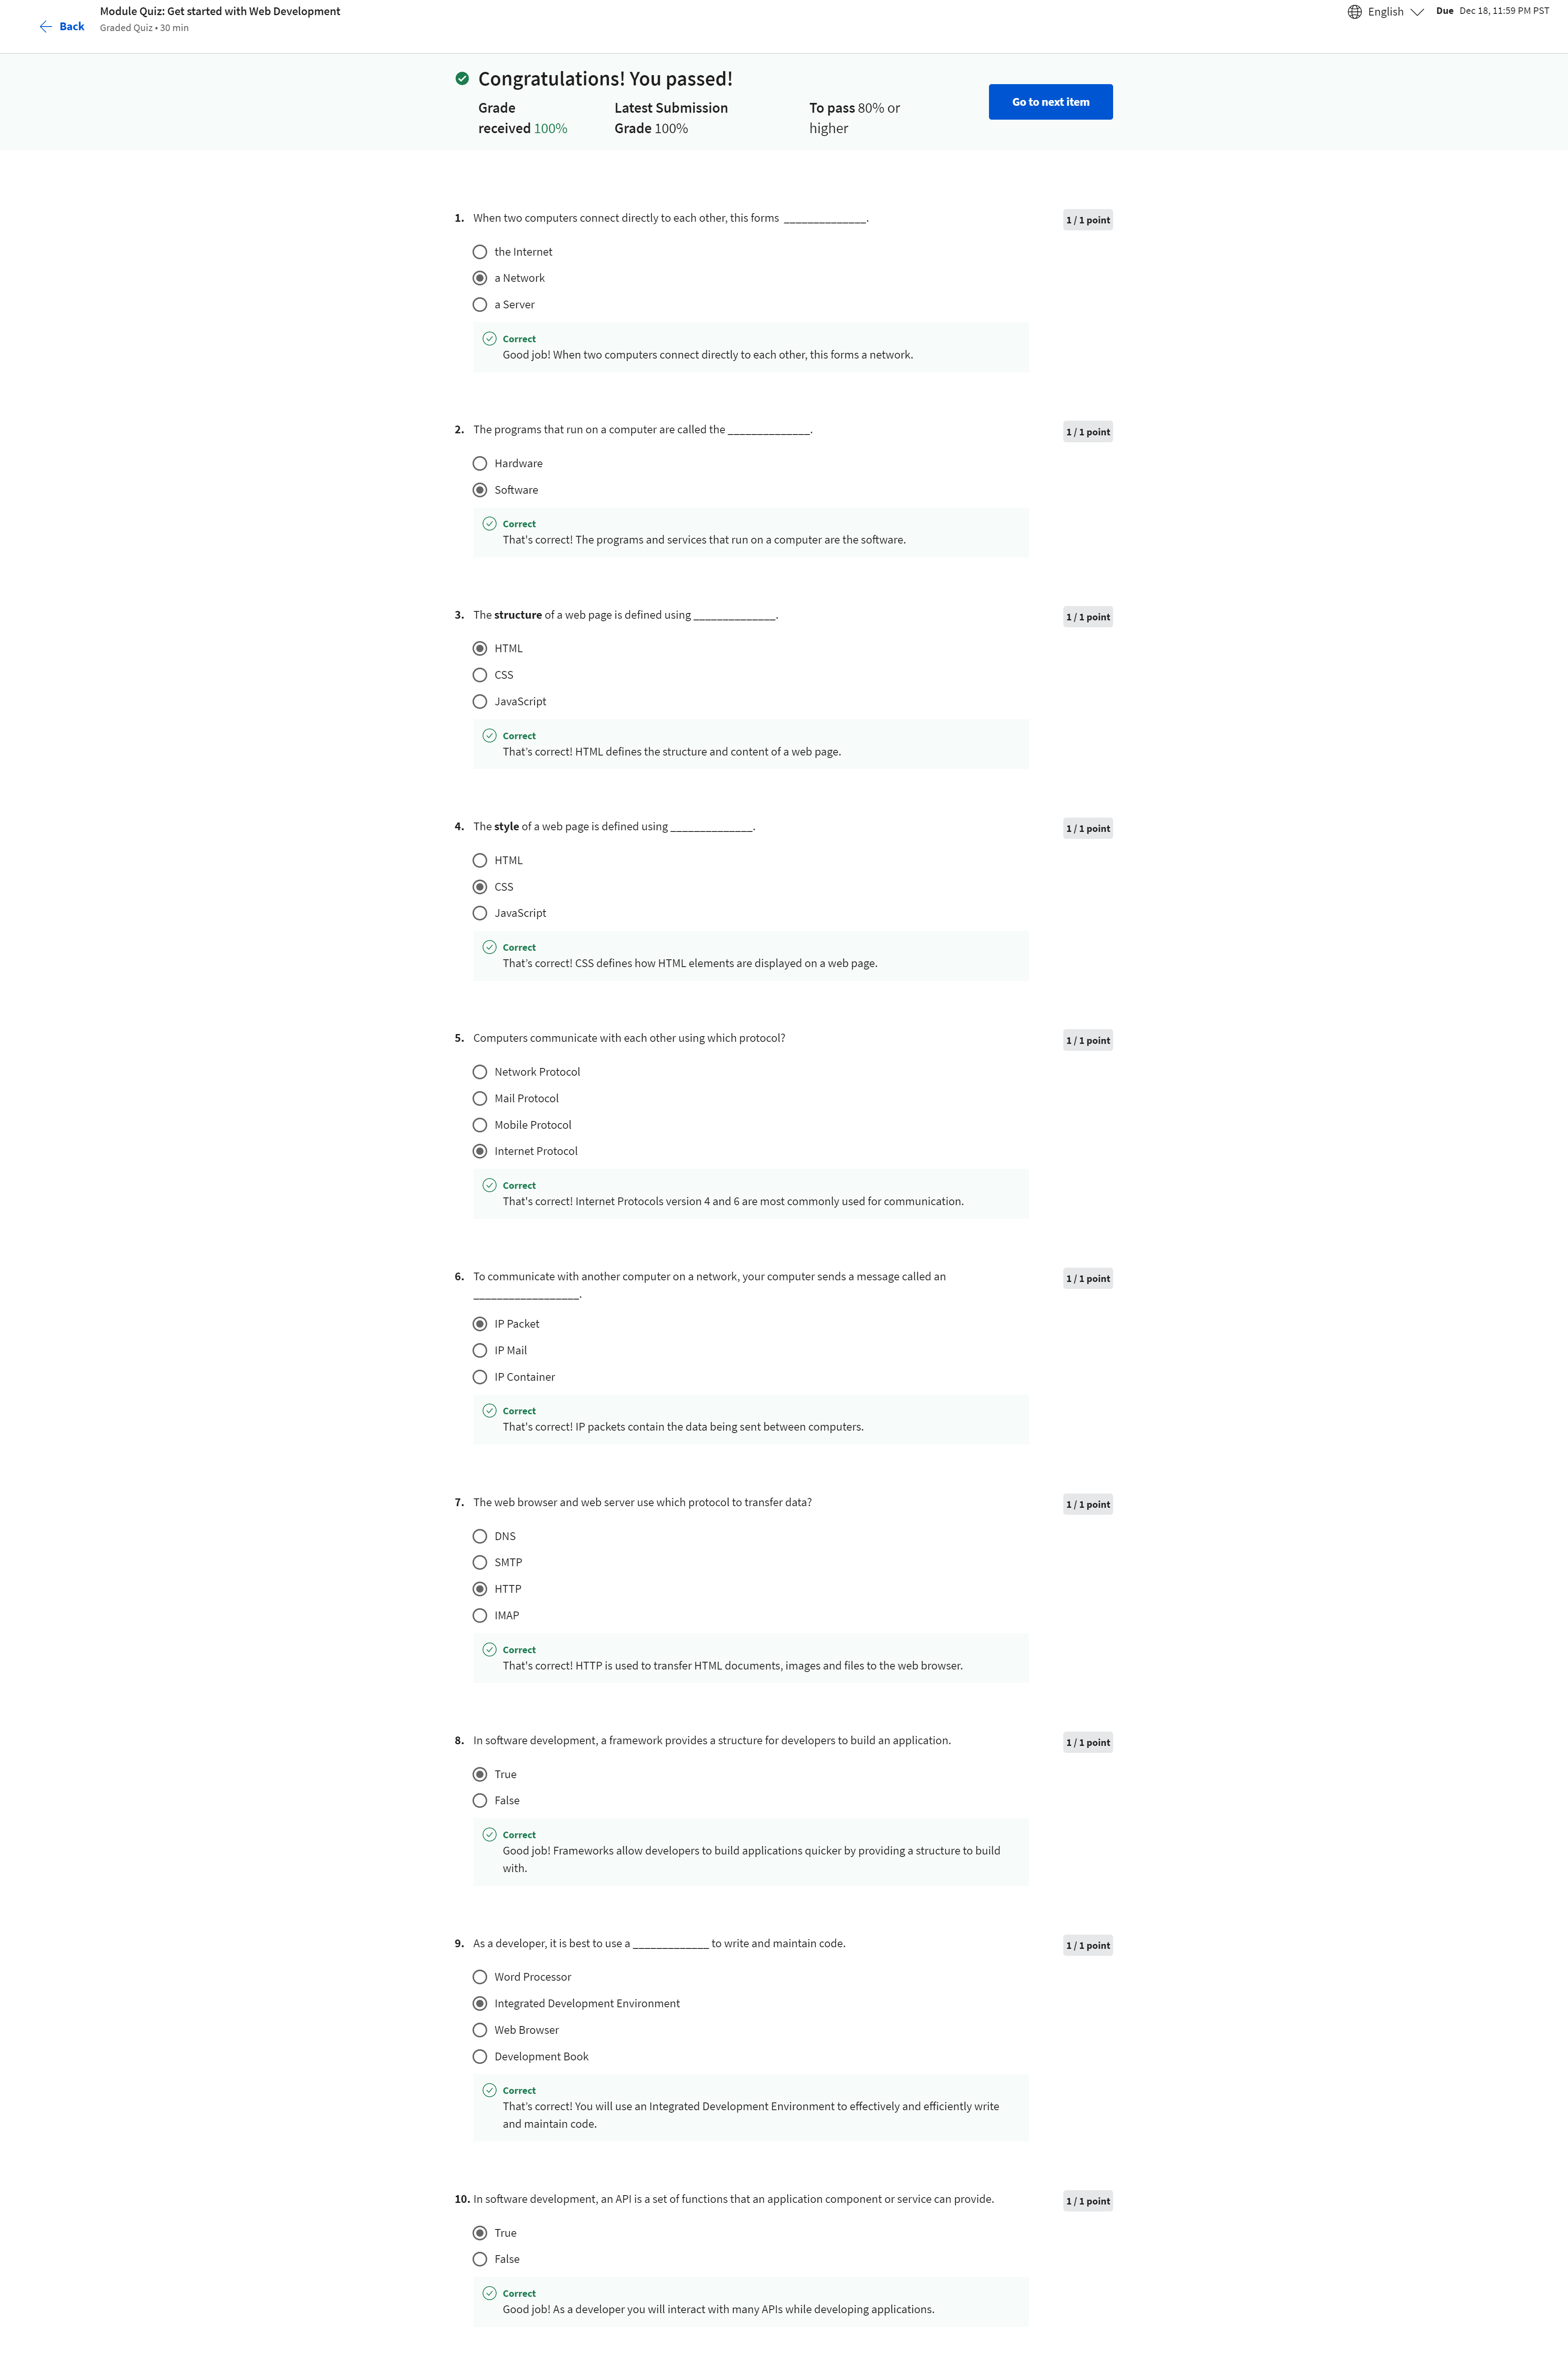 Back
Module Quiz: Get started with Web Development
Graded Quiz • 30 min
English
Due Dec 18, 11:59 PM PST
Congratulations! You passed!
Grade received 100%
Latest Submission Grade 100%
To pass 80% or higher
Go to next item
1. When two computers connect directly to each other, this forms ______________.
1 / 1 point
the Internet
a Network
a Server
Correct
Good job! When two computers connect directly to each other, this forms a network.
2. The programs that run on a computer are called the ______________.
1 / 1 point
Hardware
Software
Correct
That's correct! The programs and services that run on a computer are the software.
3. The structure of a web page is defined using ______________.
1 / 1 point
HTML
CSS
JavaScript
Correct
That’s correct! HTML defines the structure and content of a web page.
4. The style of a web page is defined using ______________.
1 / 1 point
HTML
CSS
JavaScript
Correct
That’s correct! CSS defines how HTML elements are displayed on a web page.
5. Computers communicate with each other using which protocol?
1 / 1 point
Network Protocol
Mail Protocol
Mobile Protocol
Internet Protocol
Correct
That's correct! Internet Protocols version 4 and 6 are most commonly used for communication.
6. To communicate with another computer on a network, your computer sends a message called an
__________________.
1 / 1 point
IP Packet
IP Mail
IP Container
Correct
That's correct! IP packets contain the data being sent between computers.
7. The web browser and web server use which protocol to transfer data?
1 / 1 point
DNS
SMTP
HTTP
IMAP
Correct
That's correct! HTTP is used to transfer HTML documents, images and files to the web browser.
8. In software development, a framework provides a structure for developers to build an application.
1 / 1 point
True
False
Correct
Good job! Frameworks allow developers to build applications quicker by providing a structure to build
with.
9. As a developer, it is best to use a _____________ to write and maintain code.
1 / 1 point
Word Processor
Integrated Development Environment
Web Browser
Development Book
Correct
That’s correct! You will use an Integrated Development Environment to effectively and efficiently write
and maintain code.
10. In software development, an API is a set of functions that an application component or service can provide.
1 / 1 point
True
False
Correct
Good job! As a developer you will interact with many APIs while developing applications.